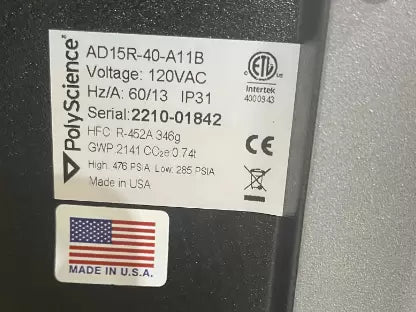 PolyScience
AD15R-40-A11B
Voltage: 120VAC
Hz/A: 60/13 IP31
Serial: 2210-01842
HFC R-452A 346g
GWP 2141 CO2e 0.74t
High: 476 PSIA Low: 285 PSIA
Made in USA
ETL
Intertek
4000943
CE
MADE IN U.S.A.